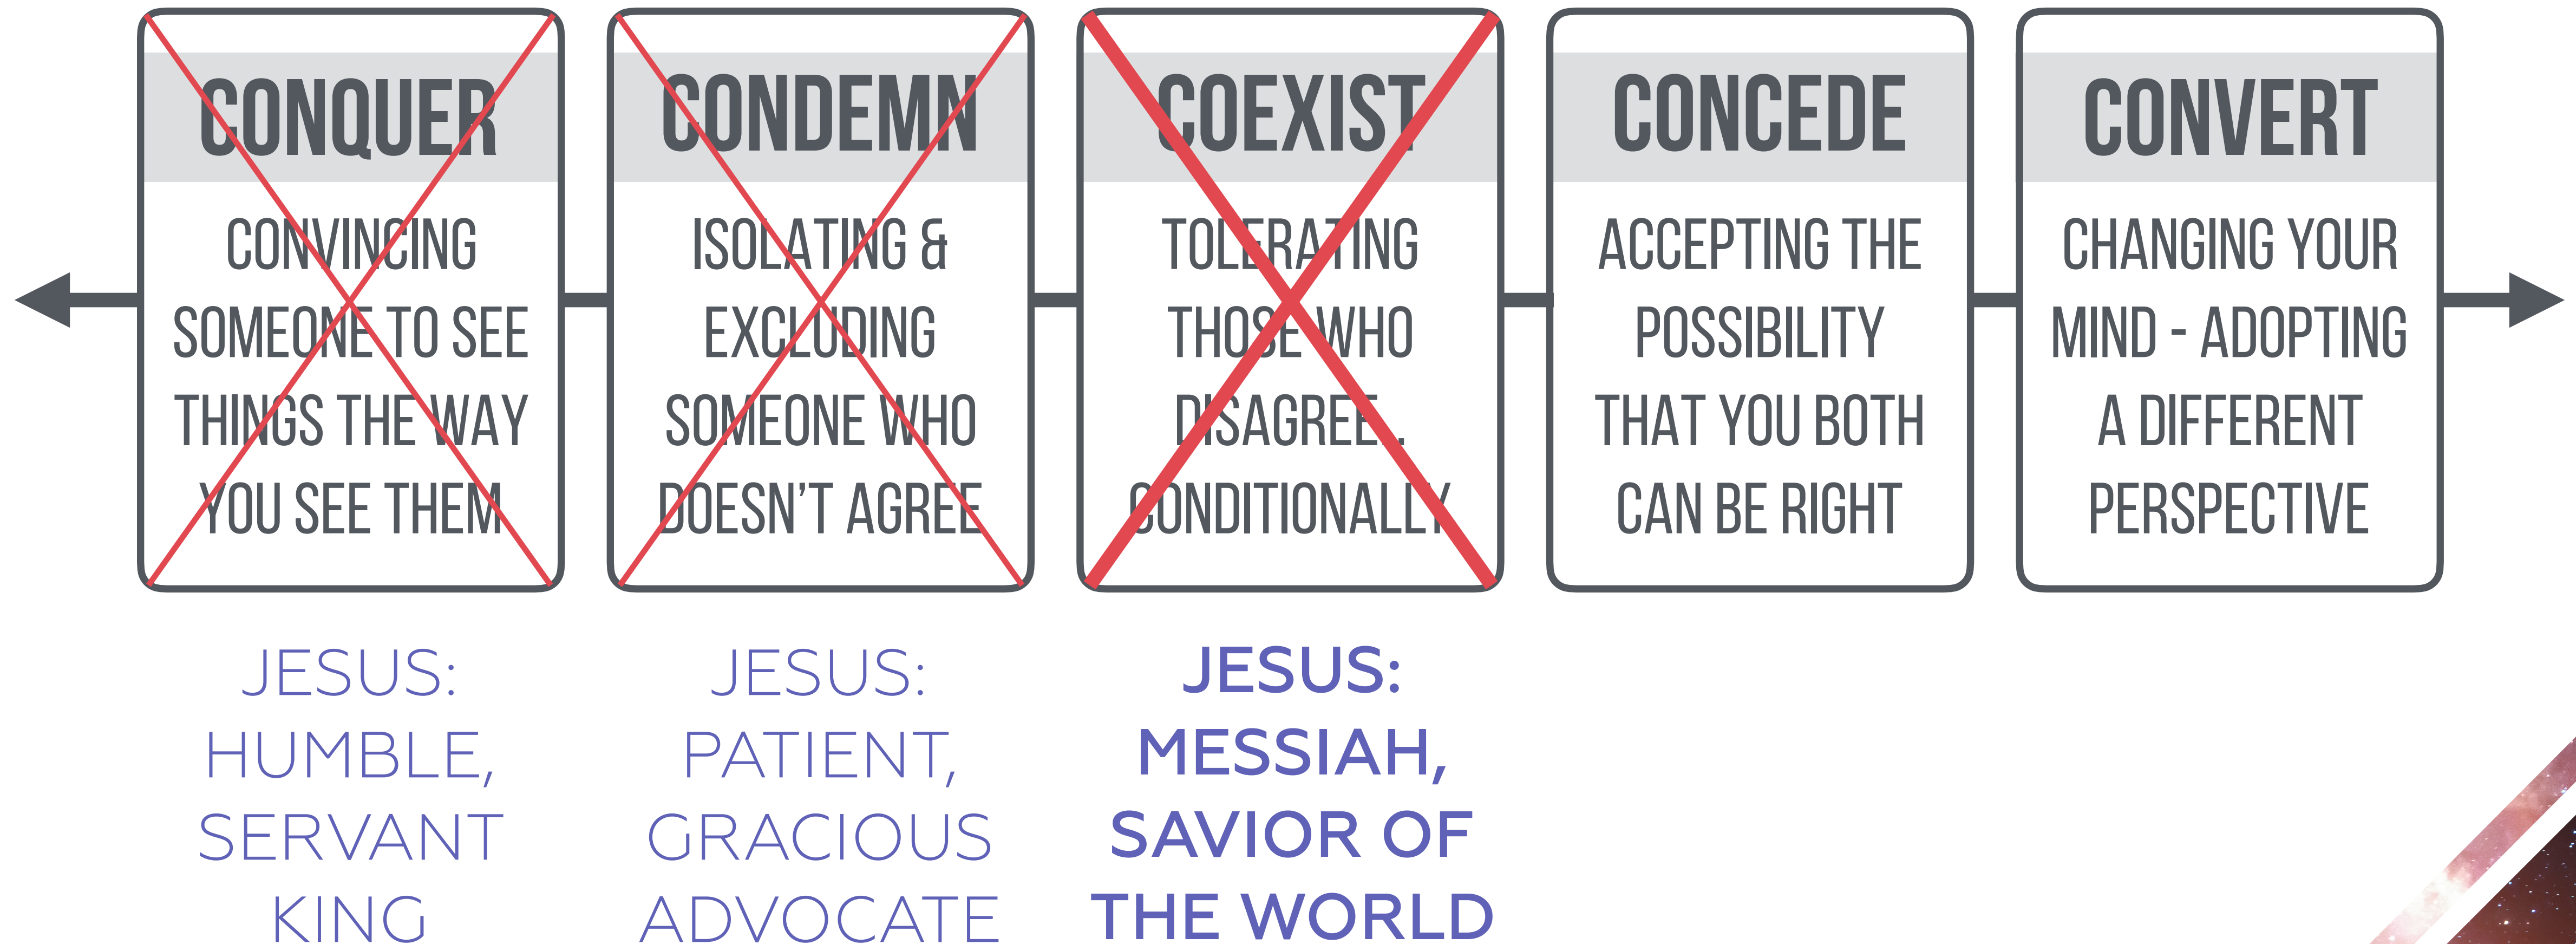 CONQUER
CONVINCING
SOMEONE TO SEE
THINGS THE WAY
YOU SEE THEM
JESUS:
HUMBLE,
SERVANT
KING
CONDEMN
ISOLATING &
EXCLUDING
SOMEONE WHO
DOESN'T AGREE
JESUS:
PATIENT,
GRACIOUS
ADVOCATE
COEXIST
TOLERATING
THOSE WHO
DISAGREE.
CONDITIONALLY
JESUS:
MESSIAH,
SAVIOR OF
THE WORLD
CONCEDE
ACCEPTING THE
POSSIBILITY
THAT YOU BOTH
CAN BE RIGHT
CONVERT
CHANGING YOUR
MIND - ADOPTING
A DIFFERENT
PERSPECTIVE